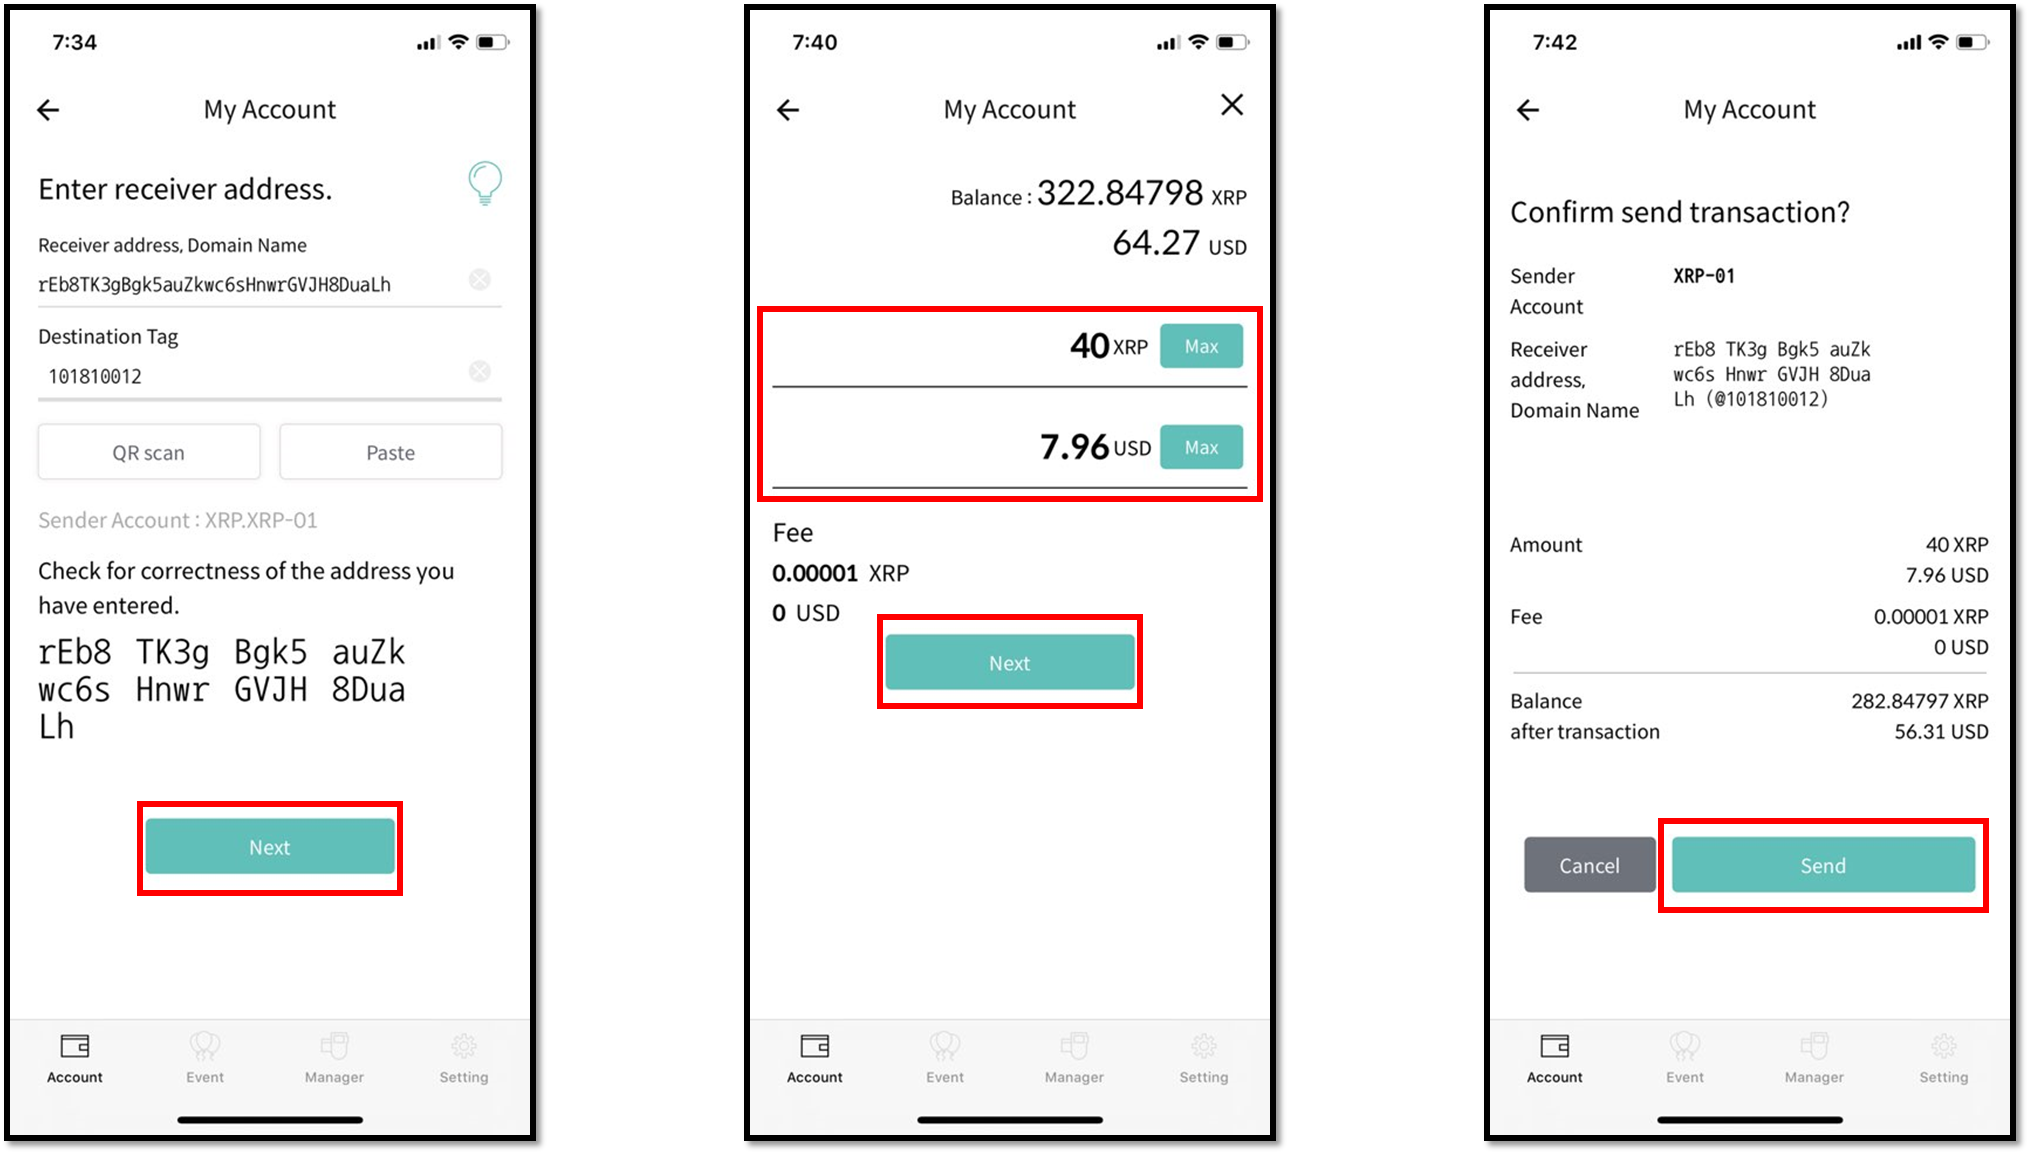 7:34
My Account
Enter receiver address.
Receiver address, Domain Name
rEb8TK3gBgk5auZkwc6sHnwrGVJH8DuaLh
Destination Tag
101810012
QR scan Paste
Sender Account : XRP.XRP-01
Check for correctness of the address you
have entered.
rEb8 TK3g Bgk5 auZk
wc6s Hnwr GVJH 8Dua
Lh
Next
Account Event Manager Setting
7:40
My Account
Balance : 322.84798 XRP
64.27 USD
40 XRP Max
7.96 USD Max
Fee
0.00001 XRP
0 USD
Next
Account Event Manager Setting
7:42
My Account
Confirm send transaction?
Sender XRP-01
Account
Receiver rEb8 TK3g Bgk5 auZk
address, wc6s Hnwr GVJH 8Dua
Domain Name Lh (@101810012)
Amount 40 XRP
7.96 USD
Fee 0.00001 XRP
0 USD
Balance 282.84797 XRP
after transaction 56.31 USD
Cancel Send
Account Event Manager Setting